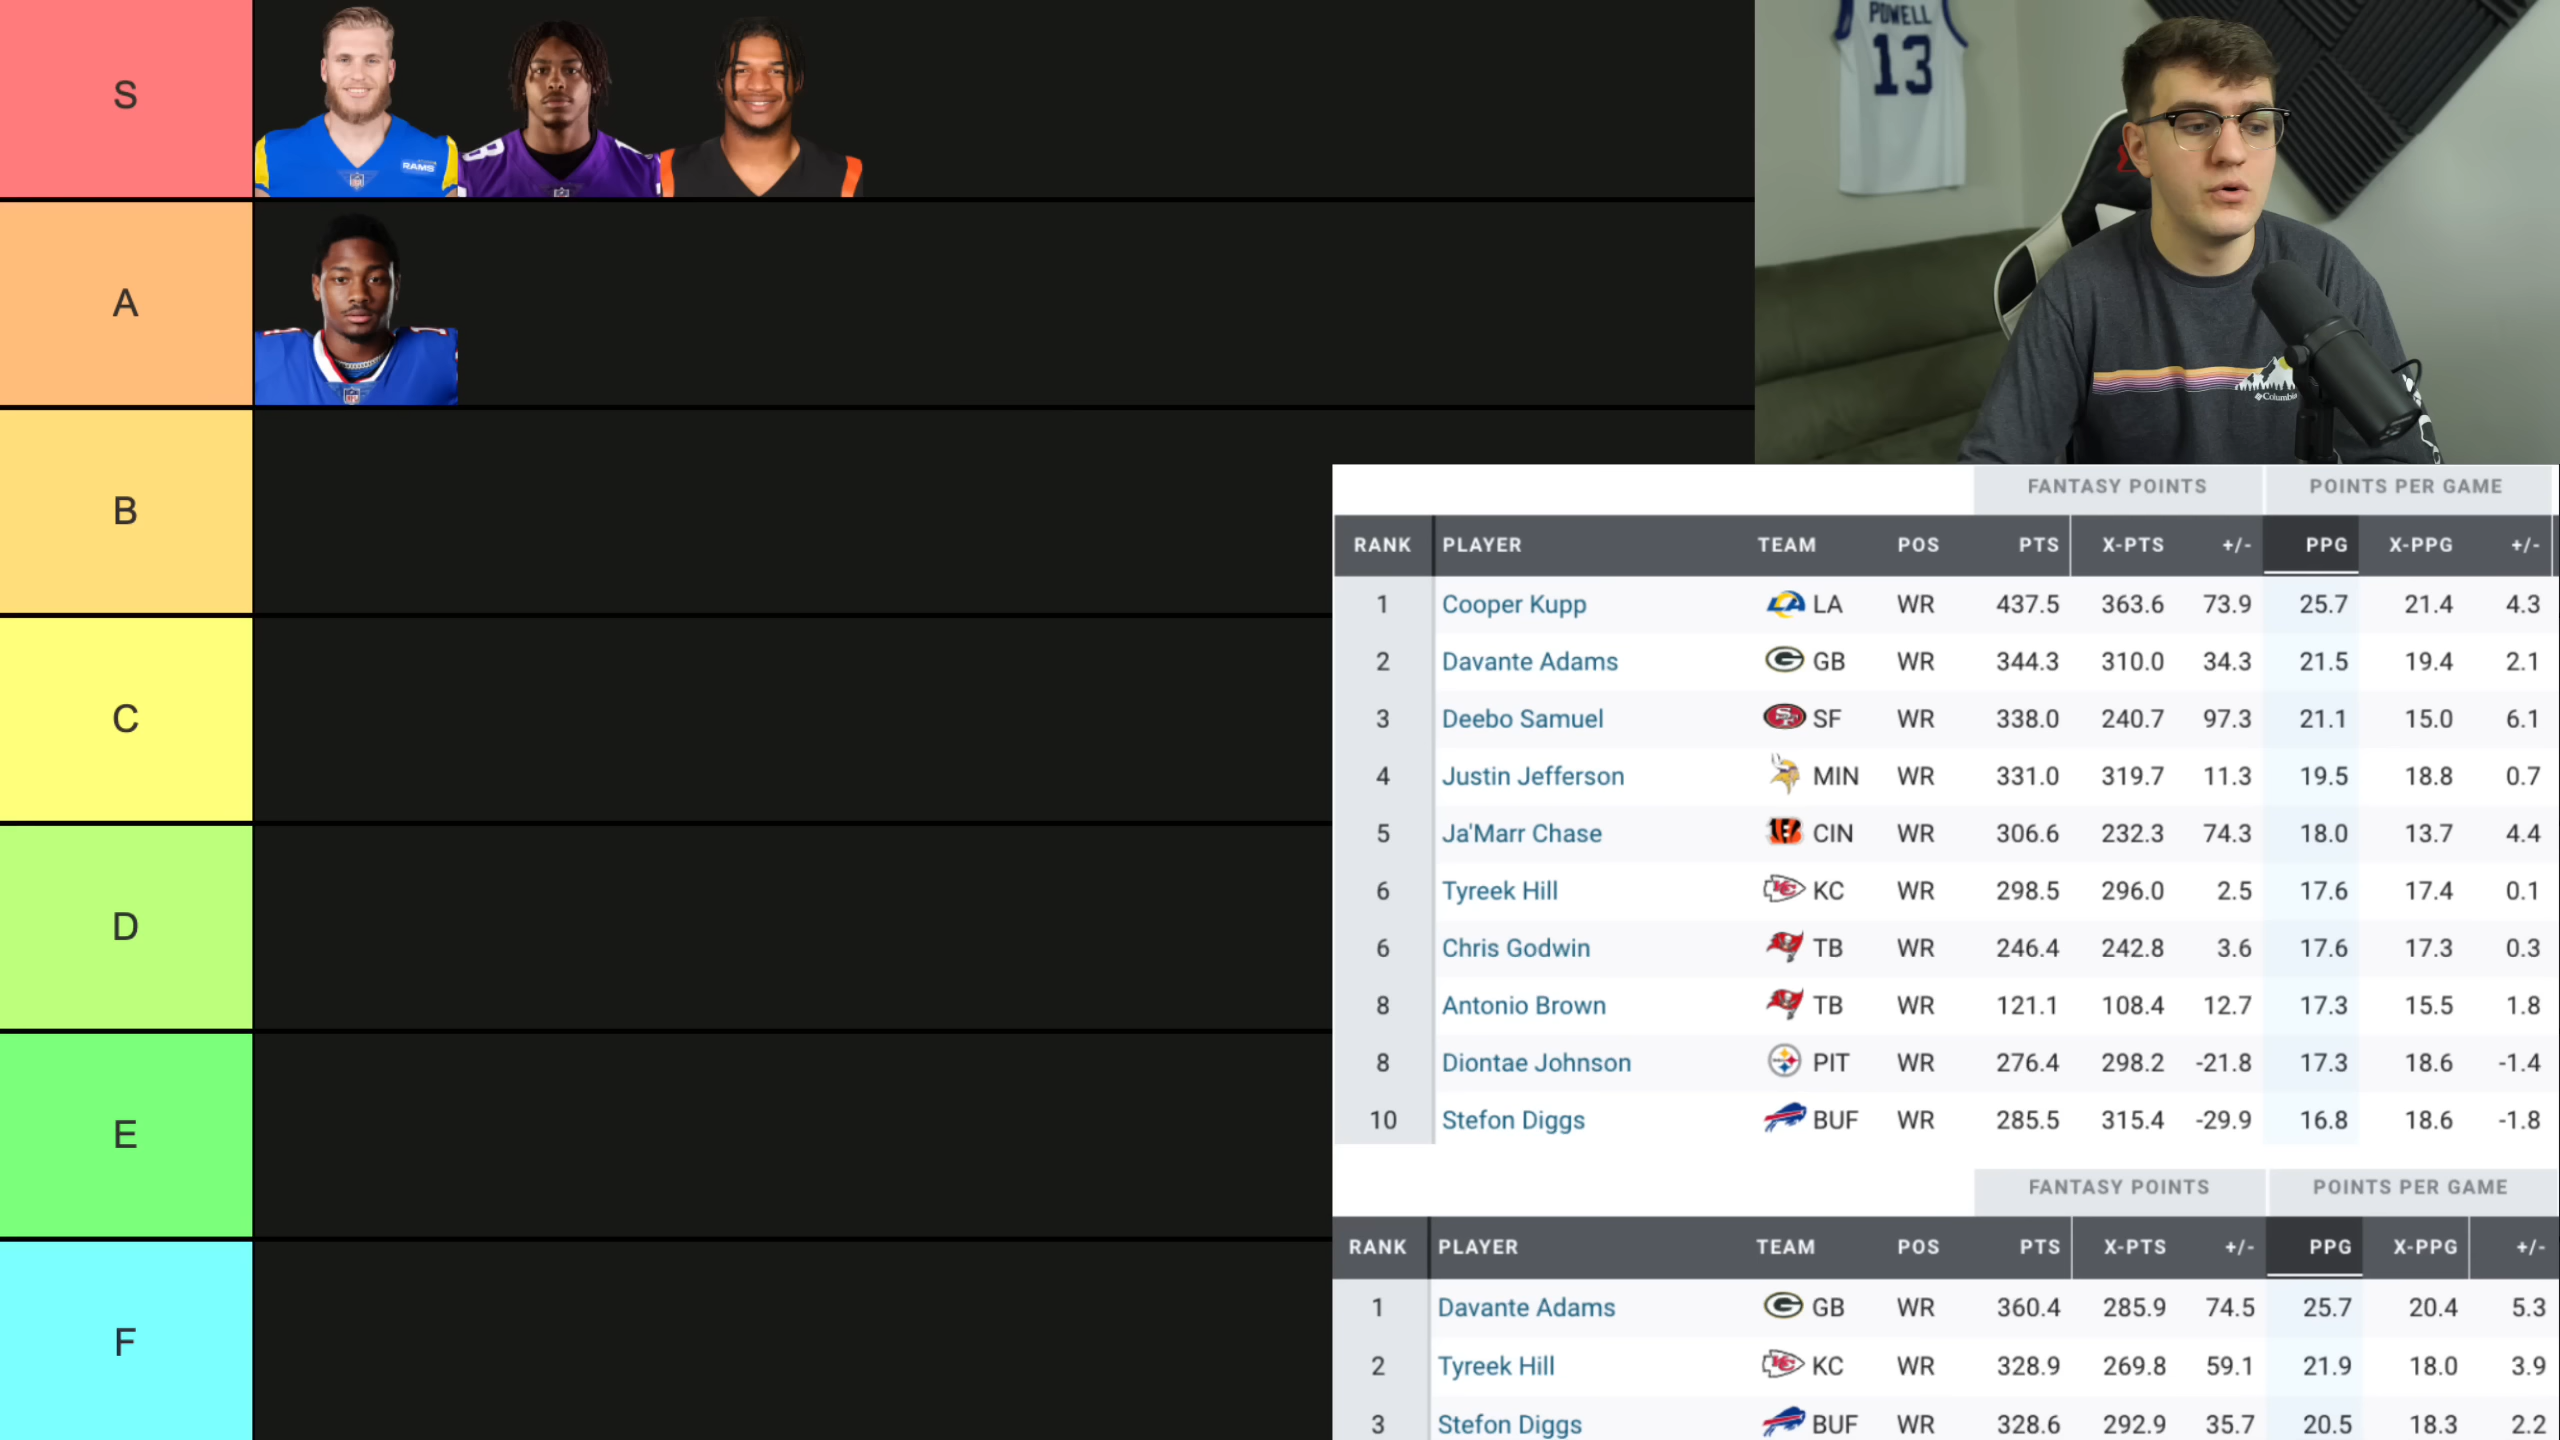 S
A
B
C
D
E
F
RAMS
POWELL
13
Columbia
FANTASY POINTS POINTS PER GAME
RANK PLAYER TEAM POS PTS X-PTS +/- PPG X-PPG +/-
1 Cooper Kupp LA WR 437.5 363.6 73.9 25.7 21.4 4.3
2 Davante Adams GB WR 344.3 310.0 34.3 21.5 19.4 2.1
3 Deebo Samuel SF WR 338.0 240.7 97.3 21.1 15.0 6.1
4 Justin Jefferson MIN WR 331.0 319.7 11.3 19.5 18.8 0.7
5 Ja'Marr Chase CIN WR 306.6 232.3 74.3 18.0 13.7 4.4
6 Tyreek Hill KC WR 298.5 296.0 2.5 17.6 17.4 0.1
6 Chris Godwin TB WR 246.4 242.8 3.6 17.6 17.3 0.3
8 Antonio Brown TB WR 121.1 108.4 12.7 17.3 15.5 1.8
8 Diontae Johnson PIT WR 276.4 298.2 -21.8 17.3 18.6 -1.4
10 Stefon Diggs BUF WR 285.5 315.4 -29.9 16.8 18.6 -1.8
FANTASY POINTS POINTS PER GAME
RANK PLAYER TEAM POS PTS X-PTS +/- PPG X-PPG +/-
1 Davante Adams GB WR 360.4 285.9 74.5 25.7 20.4 5.3
2 Tyreek Hill KC WR 328.9 269.8 59.1 21.9 18.0 3.9
3 Stefon Diggs BUF WR 328.6 292.9 35.7 20.5 18.3 2.2